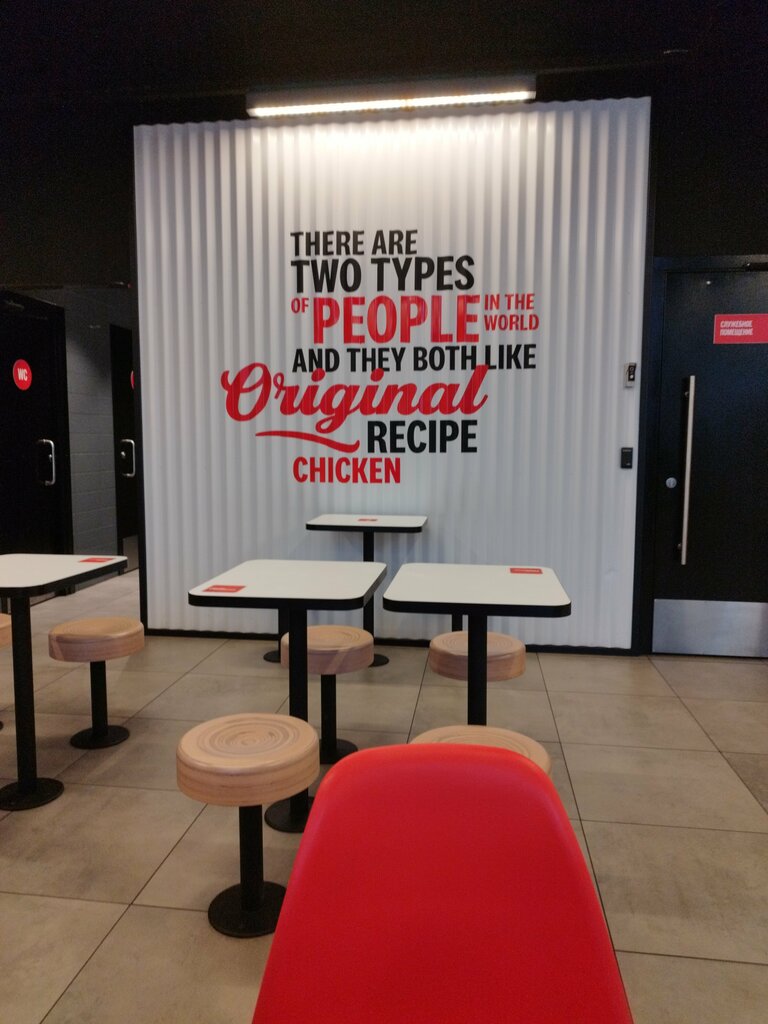 THERE ARE
TWO TYPES
OF PEOPLE IN THE
WORLD
AND THEY BOTH LIKE
Original
RECIPE
CHICKEN
WC
СЛУЖЕБНОЕ
ПОМЕЩЕНИЕ